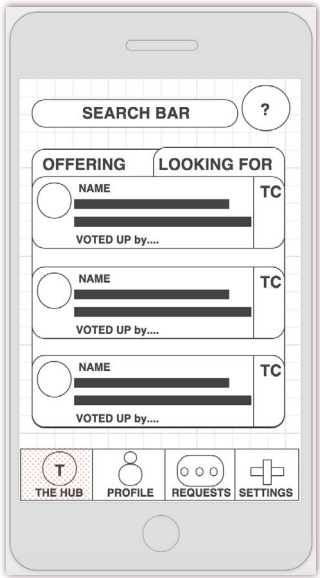 SEARCH BAR
?
OFFERING
LOOKING FOR
NAME
TC
VOTED UP by....
NAME
TC
VOTED UP by....
NAME
TC
VOTED UP by....
T
THE HUB
PROFILE
REQUESTS
SETTINGS